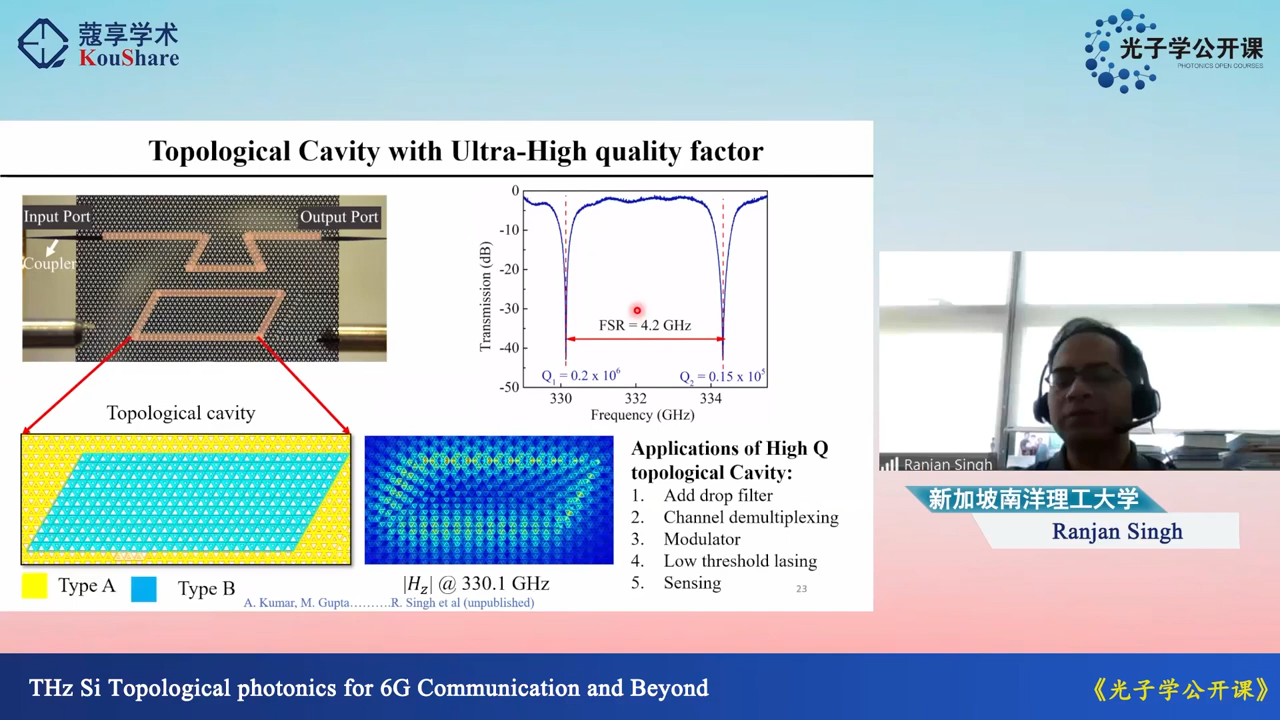 蔻享学术
KouShare
光子学公开课
PHOTONICS OPEN COURSES
Topological Cavity with Ultra-High quality factor
Input Port
Output Port
Coupler
Topological cavity
Type A
Type B
0
-10
-20
-30
-40
-50
Transmission (dB)
FSR = 4.2 GHz
Q₁ = 0.2 x 10⁶
Q₂ = 0.15 x 10⁵
330
332
334
Frequency (GHz)
|H_z| @ 330.1 GHz
Applications of High Q
topological Cavity:
1. Add drop filter
2. Channel demultiplexing
3. Modulator
4. Low threshold lasing
5. Sensing
23
A. Kumar, M. Gupta……….R. Singh et al (unpublished)
Ranjan Singh
新加坡南洋理工大学
Ranjan Singh
THz Si Topological photonics for 6G Communication and Beyond
《光子学公开课》